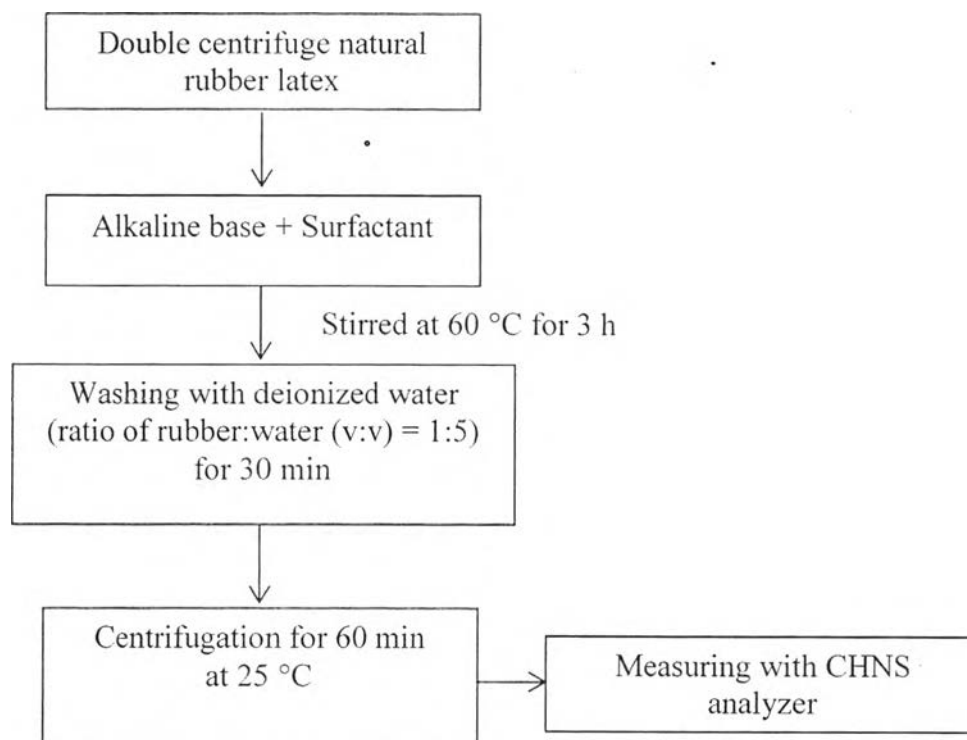 Double centrifuge natural
rubber latex
Alkaline base + Surfactant
Stirred at 60 °C for 3 h
Washing with deionized water
(ratio of rubber:water (v:v) = 1:5)
for 30 min
Centrifugation for 60 min
at 25 °C
Measuring with CHNS
analyzer